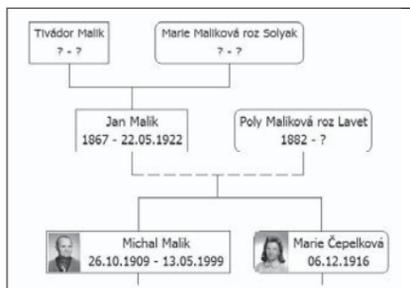 Tivádor Malik
? - ?
Marie Maliková roz Solyak
? - ?
Jan Malik
1867 - 22.05.1922
Poly Maliková roz Lavet
1882 - ?
Michal Malik
26.10.1909 - 13.05.1999
Marie Čepelková
06.12.1916